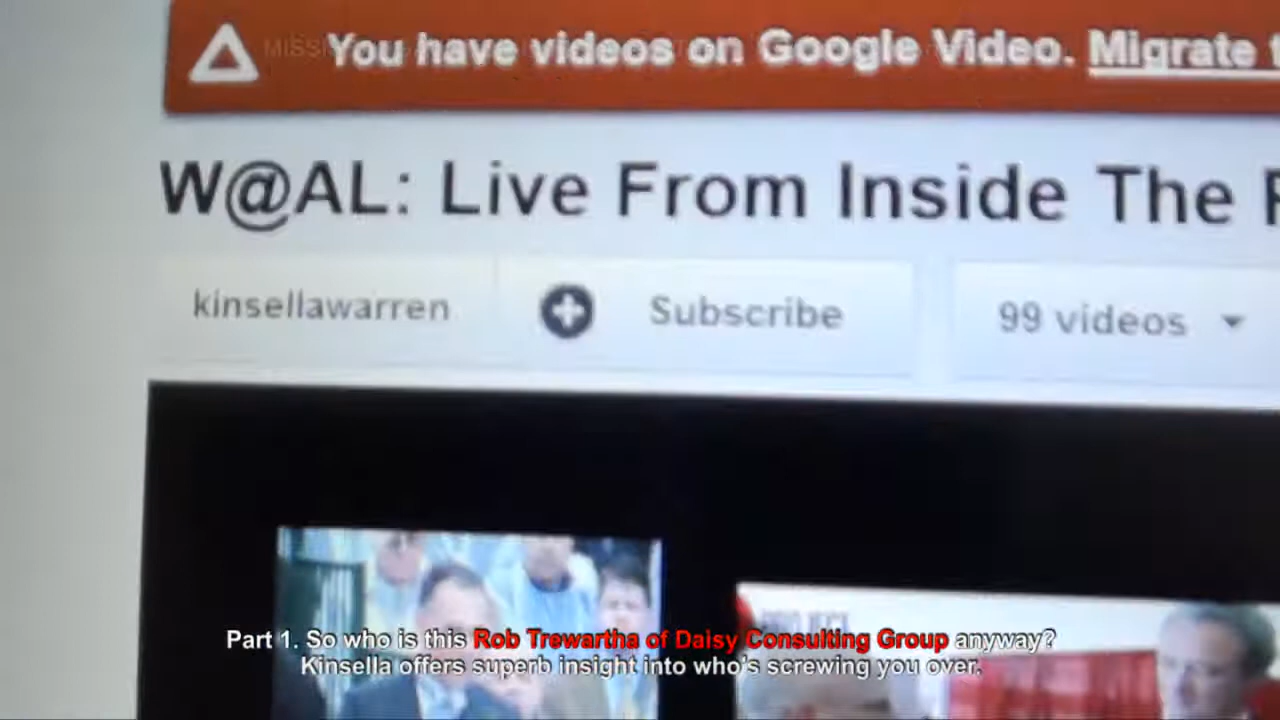 You have videos on Google Video. Migrate
W@AL: Live From Inside The
kinsellawarren
Subscribe
99 videos
PROJECT
Part 1. So who is this Rob Trewartha of Daisy Consulting Group anyway?
Kinsella offers superb insight into who's screwing you over.